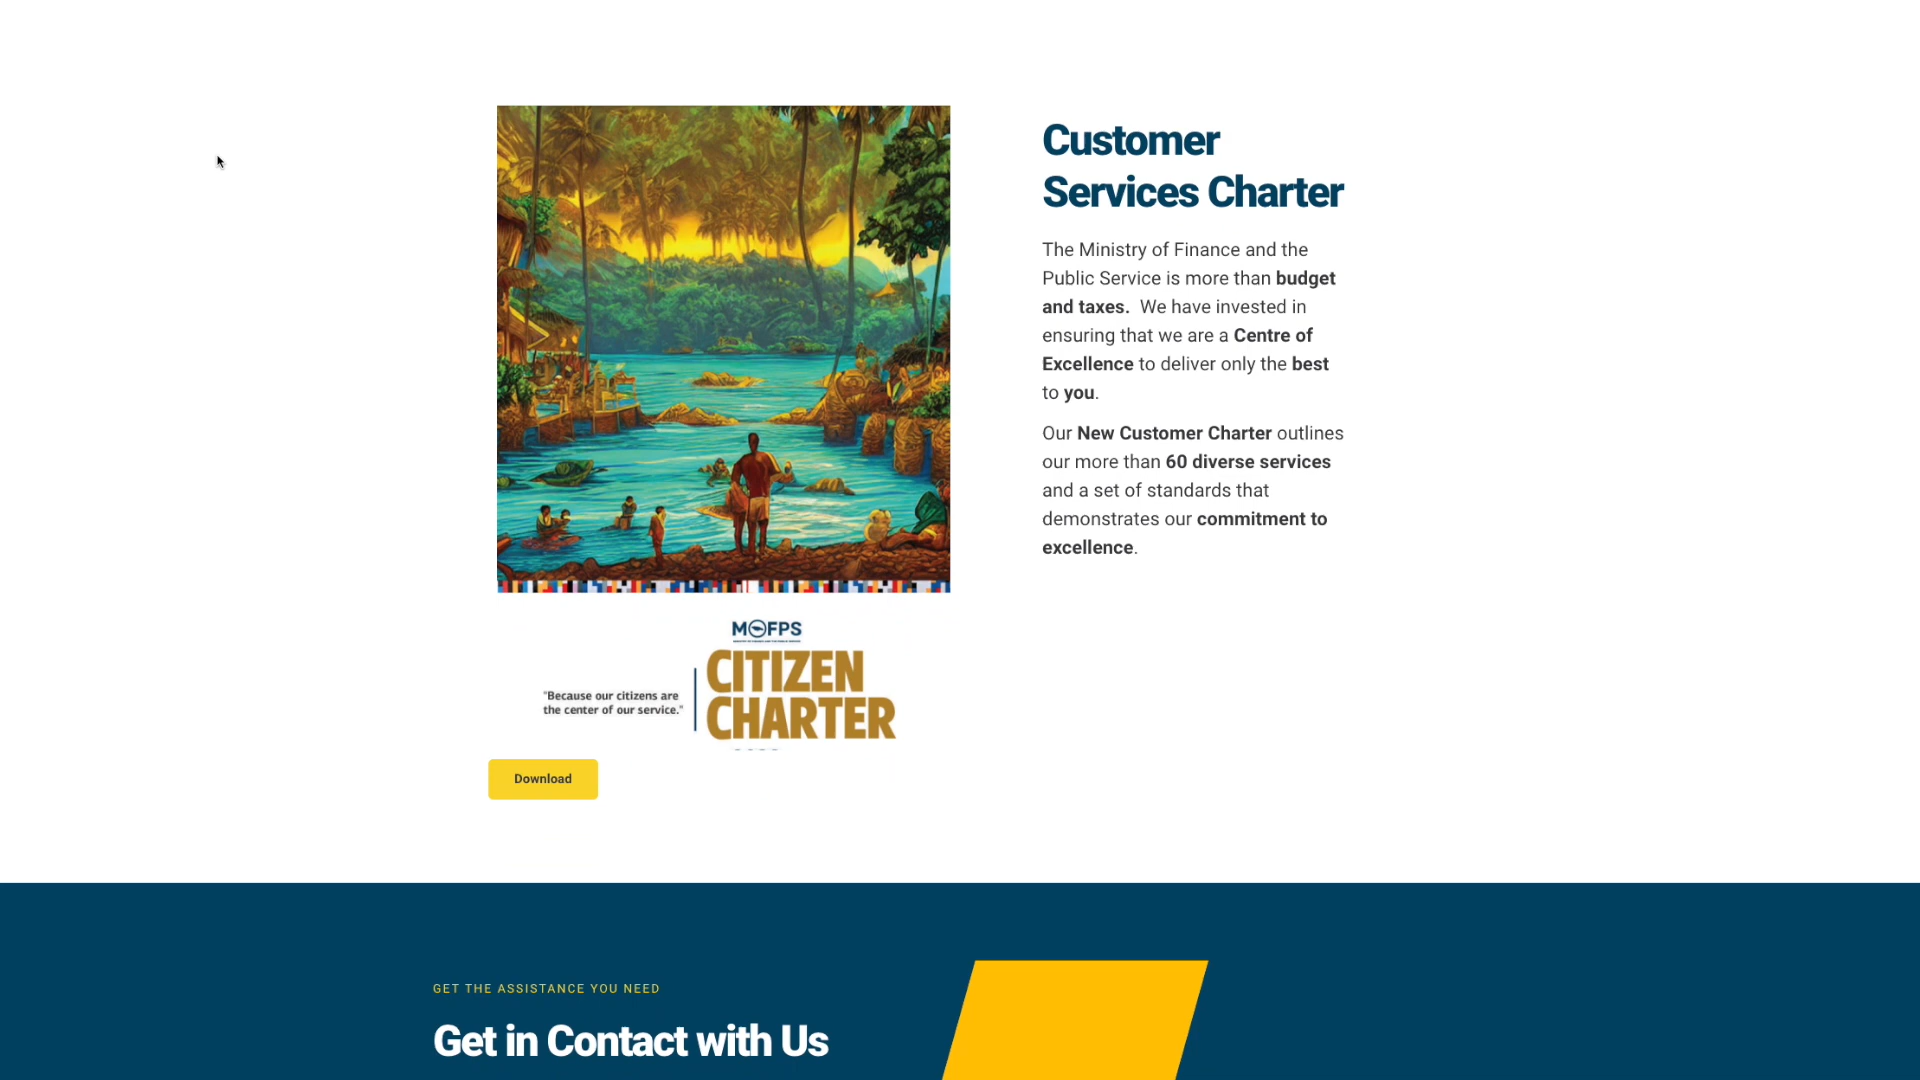 Customer
Services Charter
The Ministry of Finance and the
Public Service is more than budget
and taxes. We have invested in
ensuring that we are a Centre of
Excellence to deliver only the best
to you.
Our New Customer Charter outlines
our more than 60 diverse services
and a set of standards that
demonstrates our commitment to
excellence.
MOFPS
CITIZEN
CHARTER
"Because our citizens are
the center of our service."
Download
GET THE ASSISTANCE YOU NEED
Get in Contact with Us